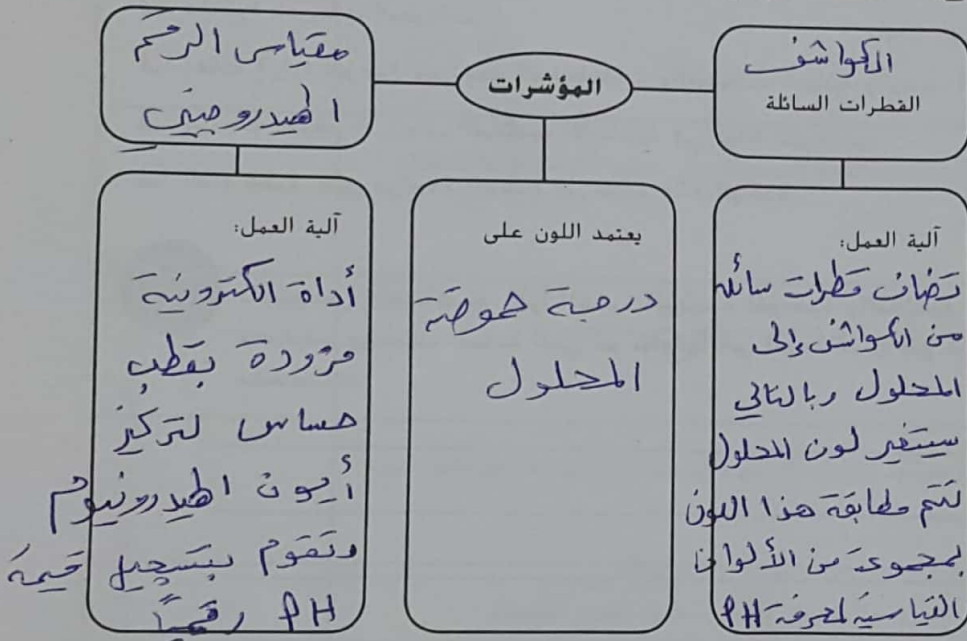 الكواشف
القطرات السائلة
المؤشرات
مقياس الرقم
الهيدروجيني
آلية العمل:
تضاف قطرات سائلة
من الكواشف إلى
المحلول وبالتالي
سيتغير لون المحلول
لتتم مطابقة هذا اللون
بمجموعة من الألوان
القياسية لمعرفة PH
يعتمد اللون على
درجة حموضة
المحلول
آلية العمل:
أداة الكترونية
مزودة بقطب
حساس لتركيز
أيون الهيدرونيوم
وتقوم بتسجيل قيمة
PH رقميًا